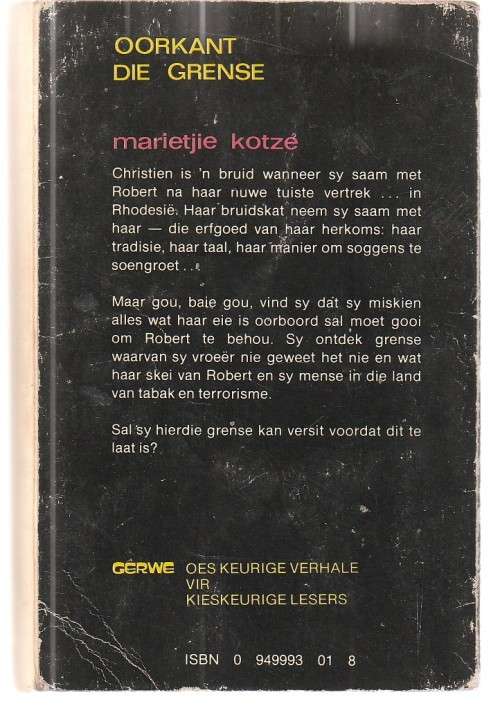 OORKANT
DIE GRENSE
marietjie kotzé
Christien is 'n bruid wanneer sy saam met
Robert na haar nuwe tuiste vertrek ... in
Rhodesië. Haar bruidskat neem sy saam met
haar — die erfgoed van haar herkoms: haar
tradisie, haar taal, haar manier om soggens te
soengroet ...
Maar gou, baie gou, vind sy dat sy miskien
alles wat haar eie is oorboord sal moet gooi
om Robert te behou. Sy ontdek grense
waarvan sy vroeër nie geweet het nie en wat
haar skei van Robert en sy mense in die land
van tabak en terrorisme.
Sal sy hierdie grense kan versit voordat dit te
laat is?
GERWE OES KEURIGE VERHALE
VIR
KIESKEURIGE LESERS
ISBN 0 949993 01 8